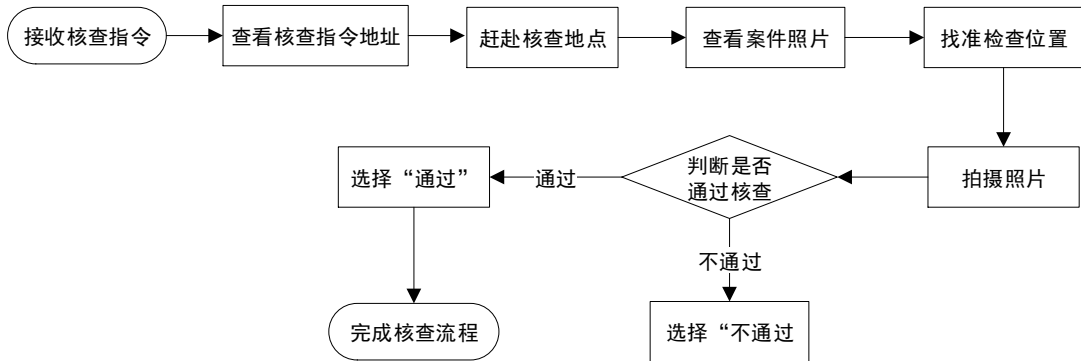 接收核查指令
查看核查指令地址
赶赴核查地点
查看案件照片
找准检查位置
拍摄照片
判断是否
通过核查
通过
选择“通过”
不通过
完成核查流程
选择“不通过